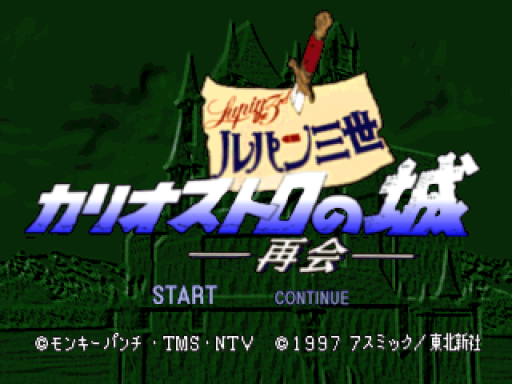 Lupin the 3rd
ルパン三世
カリオストロの城
再会
START CONTINUE
©モンキーパンチ・TMS・NTV ©1997 アスミック／東北新社